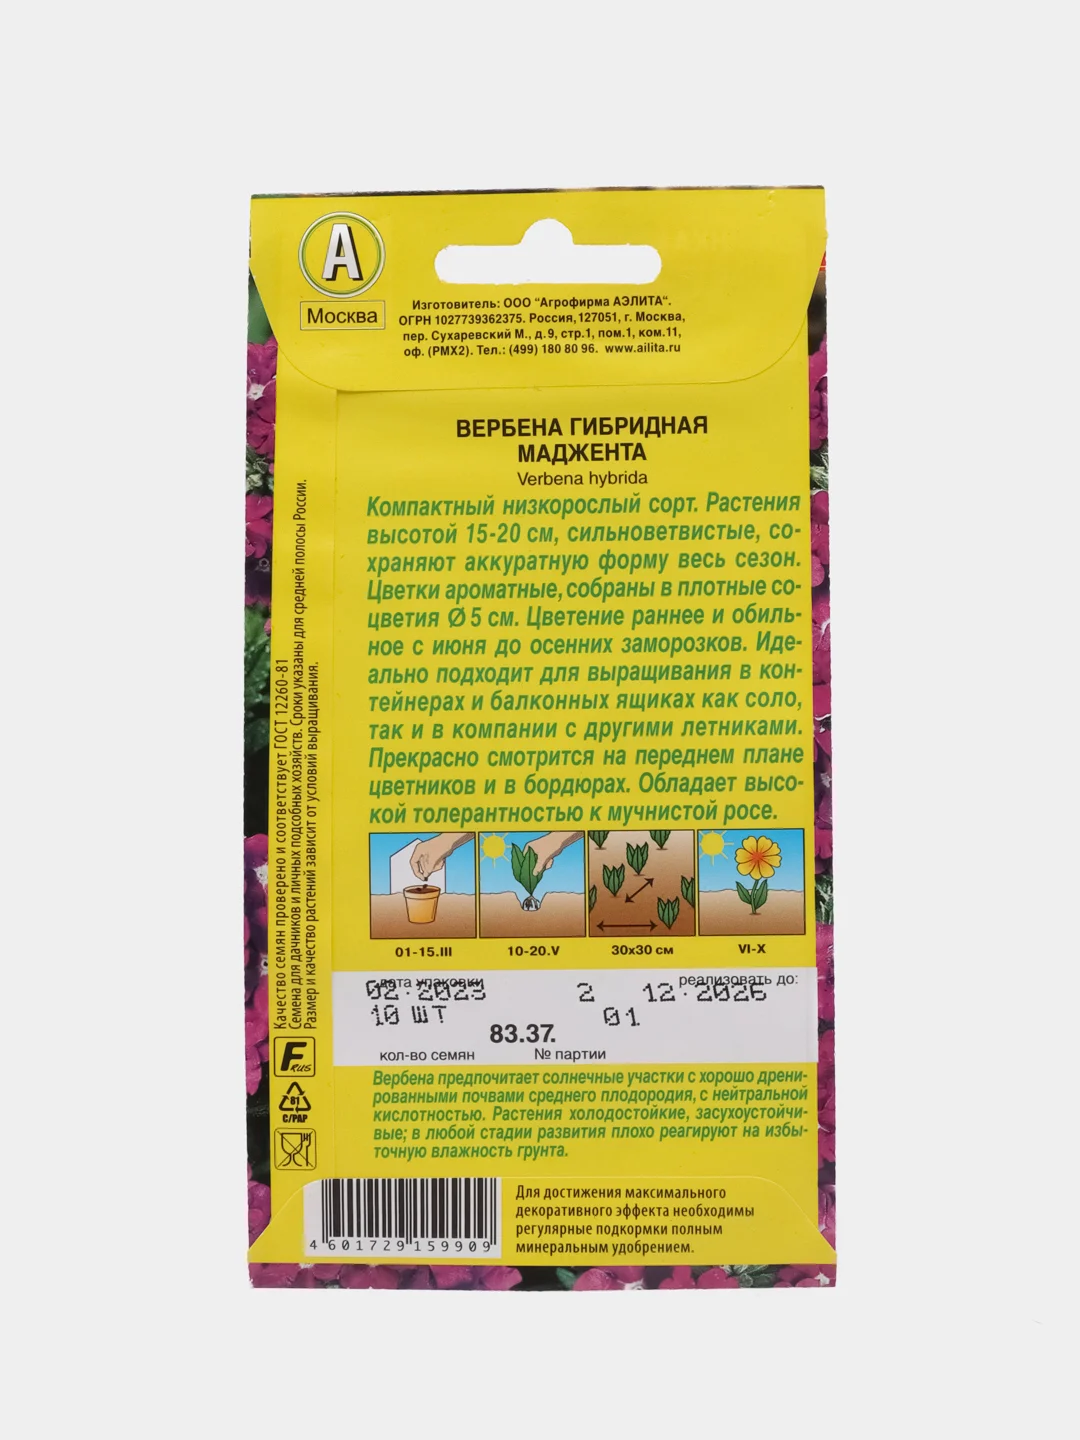 А
Москва
Изготовитель: ООО "Агрофирма АЭЛИТА".
ОГРН 1027739362375. Россия,127051, г. Москва,
пер. Сухаревский М., д.9, стр.1, пом.1, ком.11,
оф. (РМХ2). Тел.: (499) 180 80 96. www.ailita.ru
ВЕРБЕНА ГИБРИДНАЯ
МАДЖЕНТА
Verbena hybrida
Компактный низкорослый сорт. Растения
высотой 15-20 см, сильноветвистые, со-
храняют аккуратную форму весь сезон.
Цветки ароматные, собраны в плотные со-
цветия Ø 5 см. Цветение раннее и обиль-
ное с июня до осенних заморозков. Иде-
ально подходит для выращивания в кон-
тейнерах и балконных ящиках как соло,
так и в компании с другими летниками.
Прекрасно смотрится на переднем плане
цветников и в бордюрах. Обладает высо-
кой толерантностью к мучнистой росе.
01-15.III
10-20.V
30х30 см
VI-X
дата упаковки
реализовать до:
02·2023 2 12·2026
10 ШТ 01
83.37.
кол-во семян
№ партии
Вербена предпочитает солнечные участки с хорошо дрени-
рованными почвами среднего плодородия, с нейтральной
кислотностью. Растения холодостойкие, засухоустойчи-
вые; в любой стадии развития плохо реагируют на избы-
точную влажность грунта.
Для достижения максимального
декоративного эффекта необходимы
регулярные подкормки полным
минеральным удобрением.
4 601729 159909
Качество семян проверено и соответствует ГОСТ 12260-81
Семена для дачников и личных подсобных хозяйств. Сроки указаны для средней полосы России.
Размер и качество растений зависит от условий выращивания.
F RUS
81
C/PAP